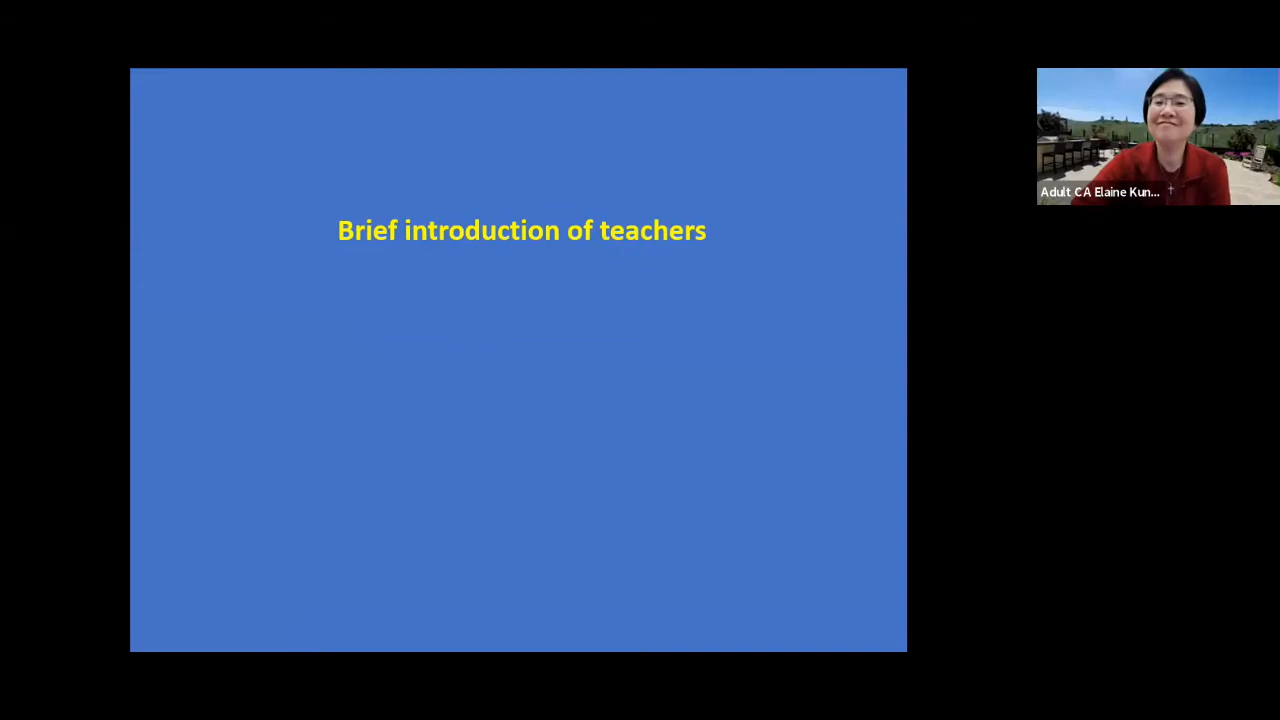 Brief introduction of teachers
Adult CA Elaine Kun...